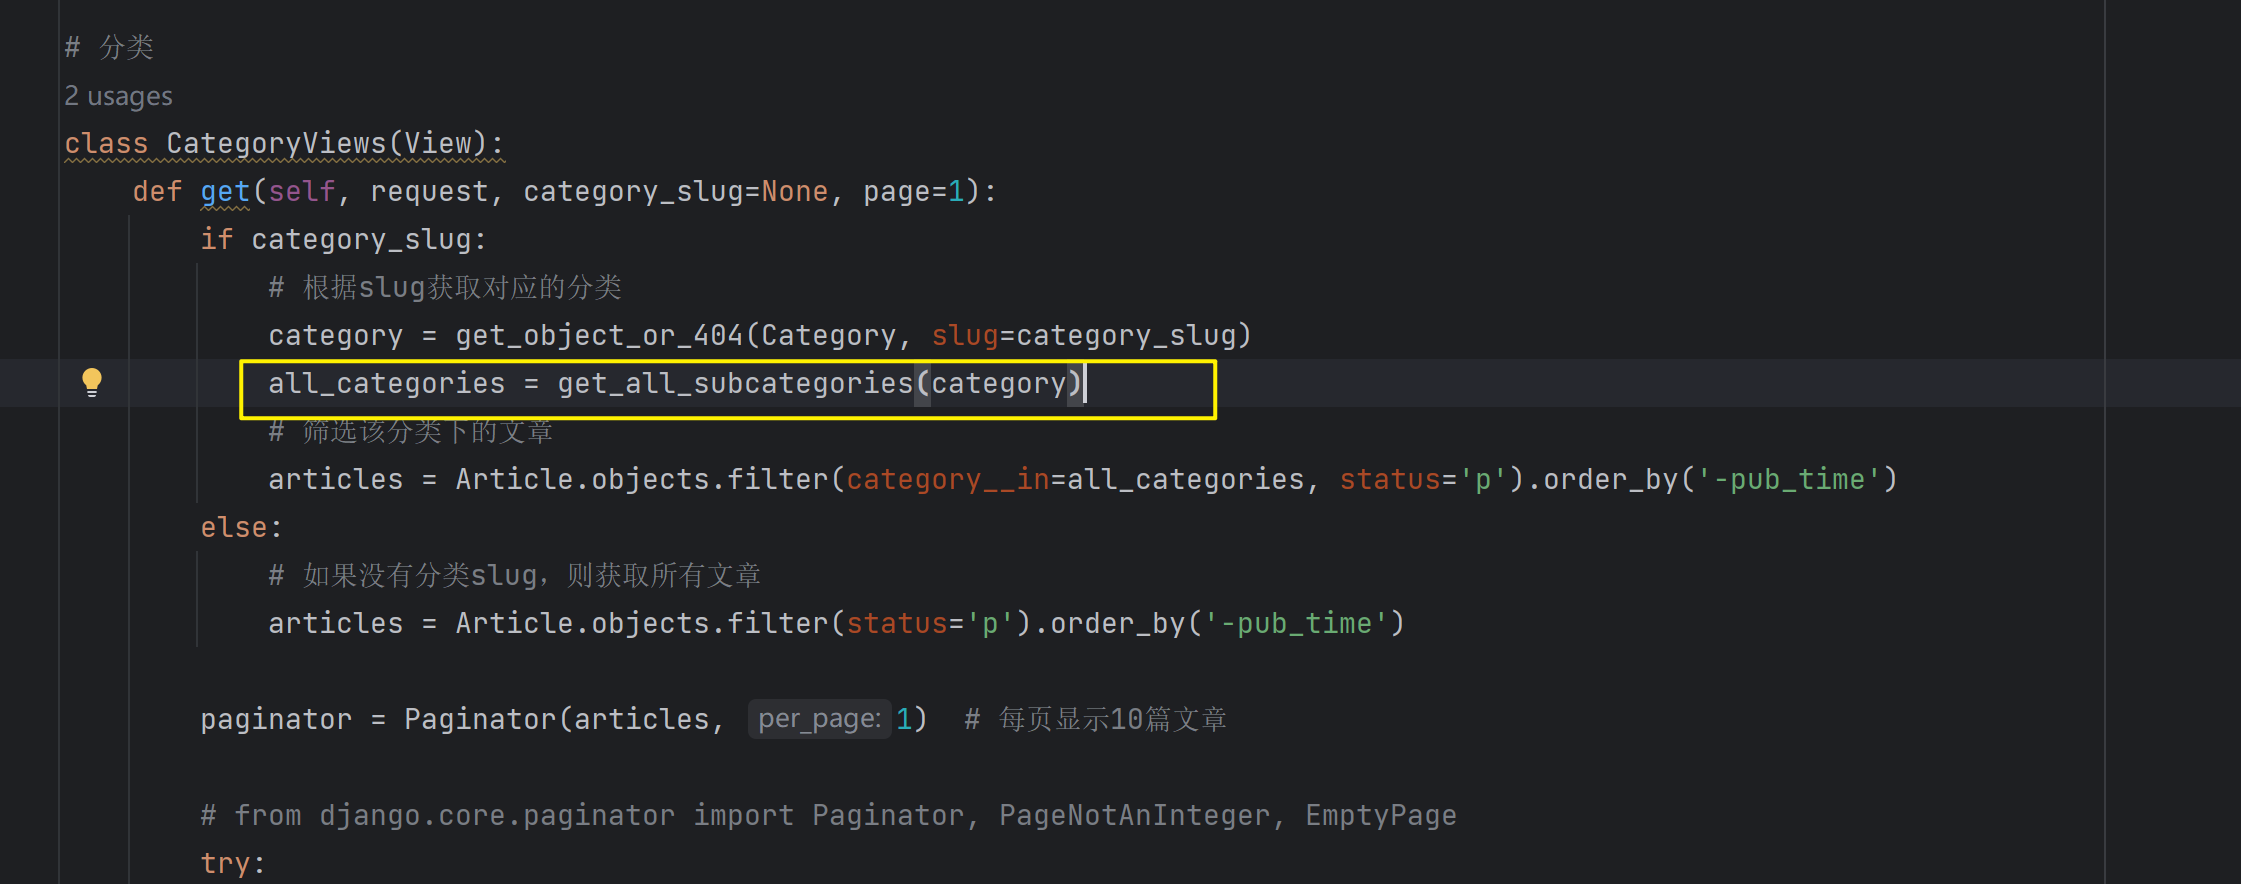 # 分类
2 usages
class CategoryViews(View):
    def get(self, request, category_slug=None, page=1):
        if category_slug:
            # 根据slug获取对应的分类
            category = get_object_or_404(Category, slug=category_slug)
            all_categories = get_all_subcategories(category)
            # 筛选该分类下的文章
            articles = Article.objects.filter(category__in=all_categories, status='p').order_by('-pub_time')
        else:
            # 如果没有分类slug，则获取所有文章
            articles = Article.objects.filter(status='p').order_by('-pub_time')
        paginator = Paginator(articles, per_page: 1)  # 每页显示10篇文章
        # from django.core.paginator import Paginator, PageNotAnInteger, EmptyPage
        try: